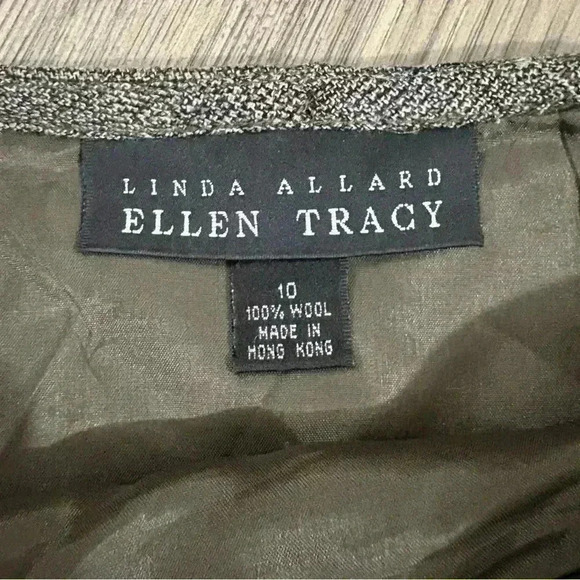 LINDA ALLARD
ELLEN TRACY
10
100% WOOL
MADE IN
HONG KONG